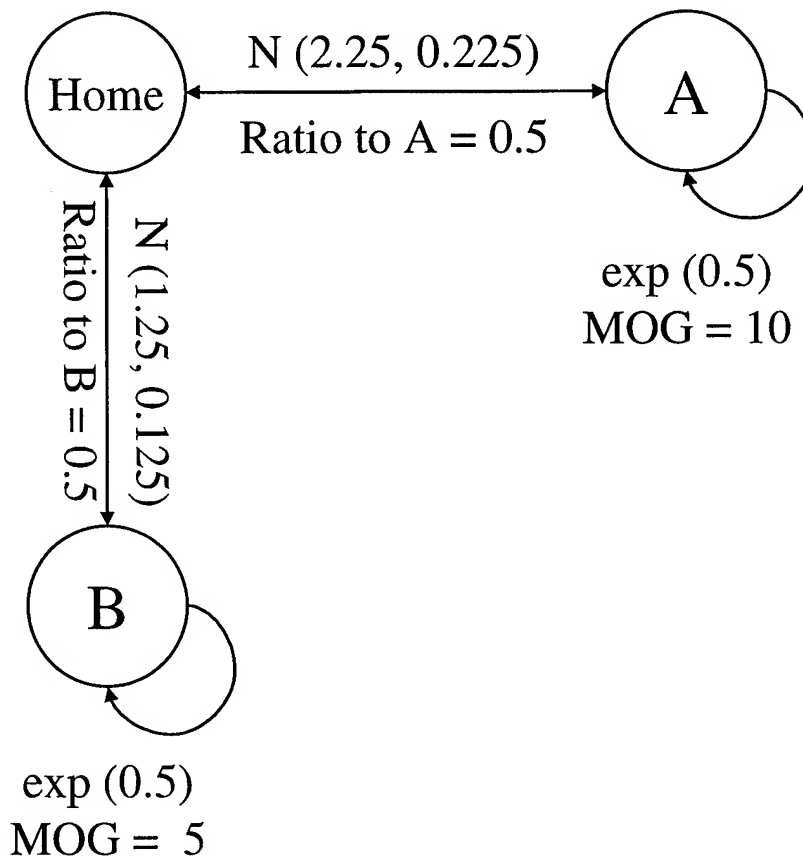 Home
N (2.25, 0.225)
Ratio to A = 0.5
A
exp (0.5)
MOG = 10
N (1.25, 0.125)
Ratio to B = 0.5
B
exp (0.5)
MOG = 5